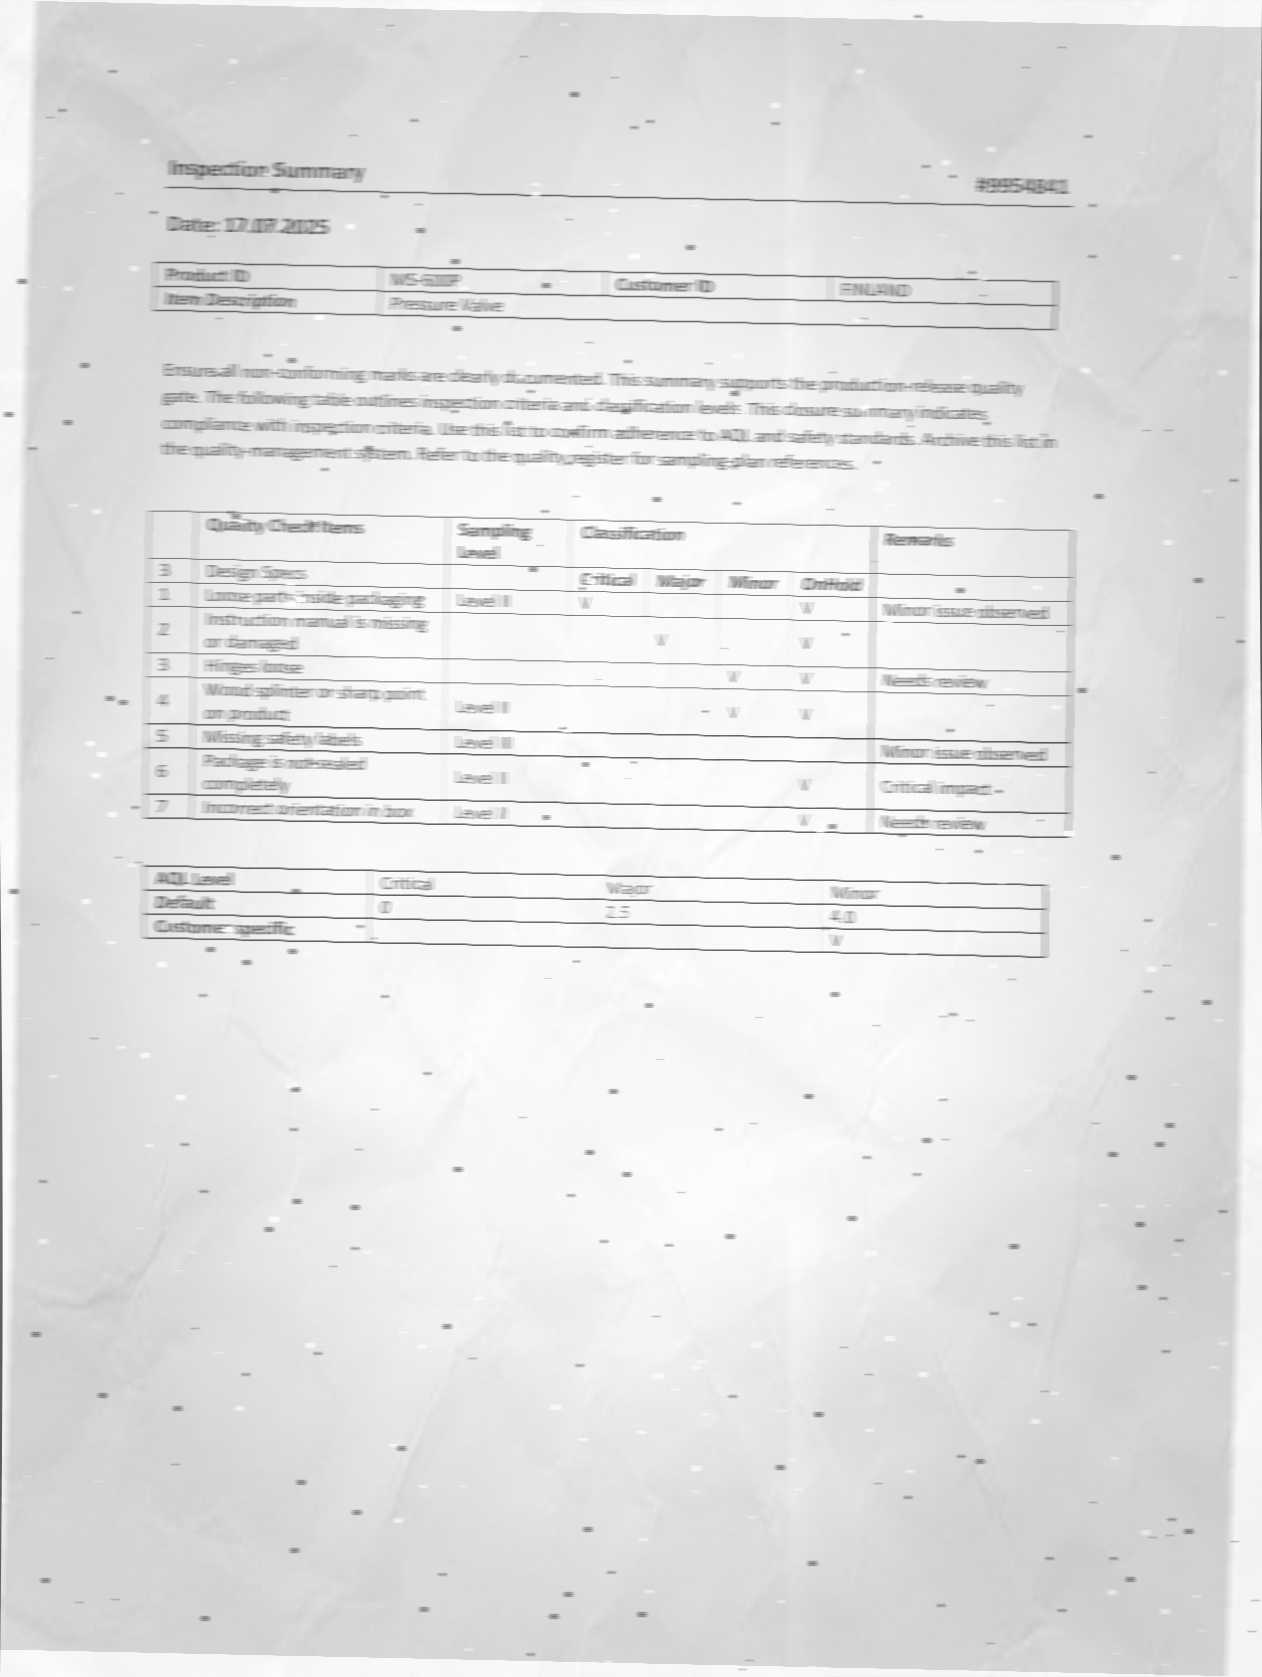 Inspection Summary
Date: 17.07.2025
Product ID Customer ID FINLAND
Item Description Pressure Valve
Ensure all non-conforming marks are clearly documented. This summary supports the production-release quality
gate. The following table outlines inspection criteria and classification levels. This closure summary indicates
compliance with inspection criteria. Use this list to confirm adherence to AQL and safety standards. Archive this list in
the quality-management system. Refer to the quality register for sampling-plan references.
Quality Check Items Sampling Classification Remarks
Level
3 Design Specs Critical Major Minor OnHold
1 Loose parts inside packaging Level II Minor issue observed
Instruction manual is missing
2
or damaged
3 Hinges loose Needs review
Wood splinter or sharp point
4 Level
on product
5 Missing safety labels Level III Minor issue observed
Package is not sealed
6 Level Critical impact
completely
7 Incorrect orientation in box Level Needs review
AQL Level Critical Major Minor
Default 0 2.5 4.0
Customer specific